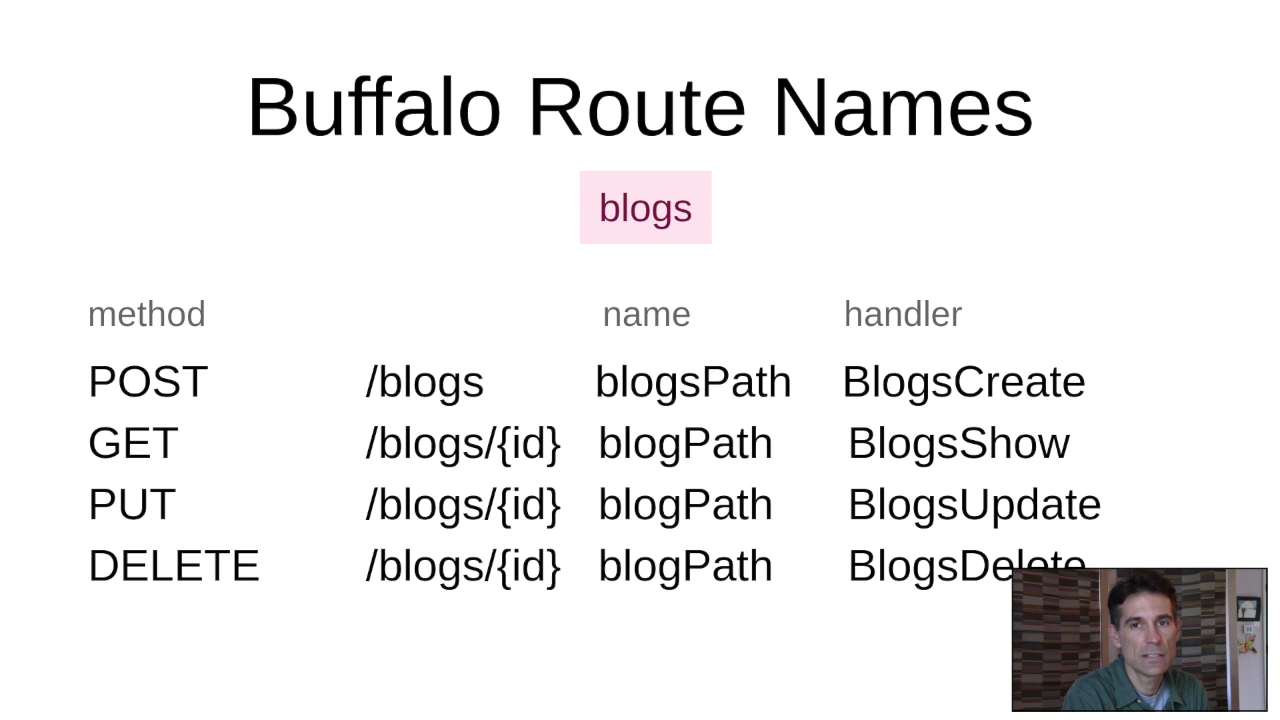 Buffalo Route Names
blogs
method name handler
POST /blogs blogsPath BlogsCreate
GET /blogs/{id} blogPath BlogsShow
PUT /blogs/{id} blogPath BlogsUpdate
DELETE /blogs/{id} blogPath BlogsDelete